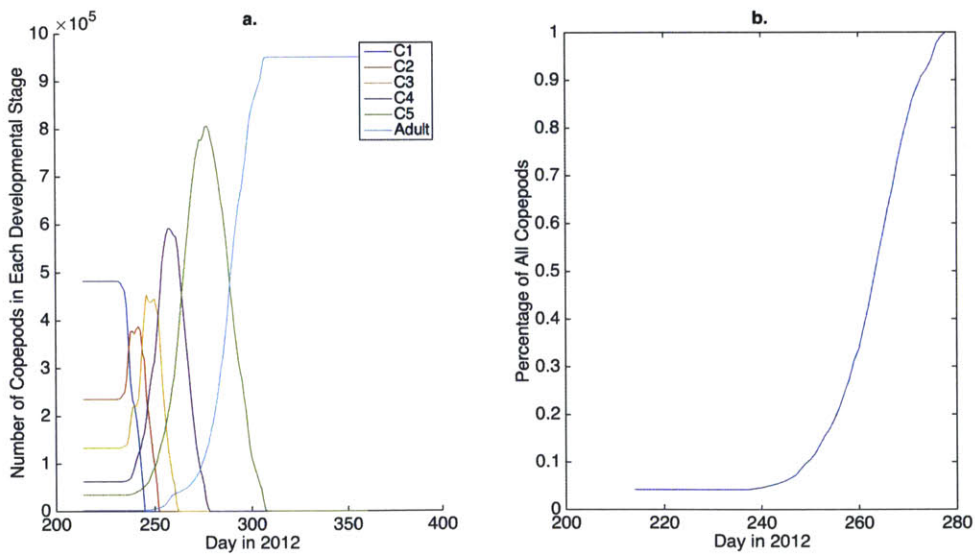 a.
×10^5
10
9
8
7
6
5
4
3
2
1
0
200
250
300
350
400
Number of Copepods in Each Developmental Stage
Day in 2012
C1
C2
C3
C4
C5
Adult
b.
1
0.9
0.8
0.7
0.6
0.5
0.4
0.3
0.2
0.1
0
200
220
240
260
280
Percentage of All Copepods
Day in 2012